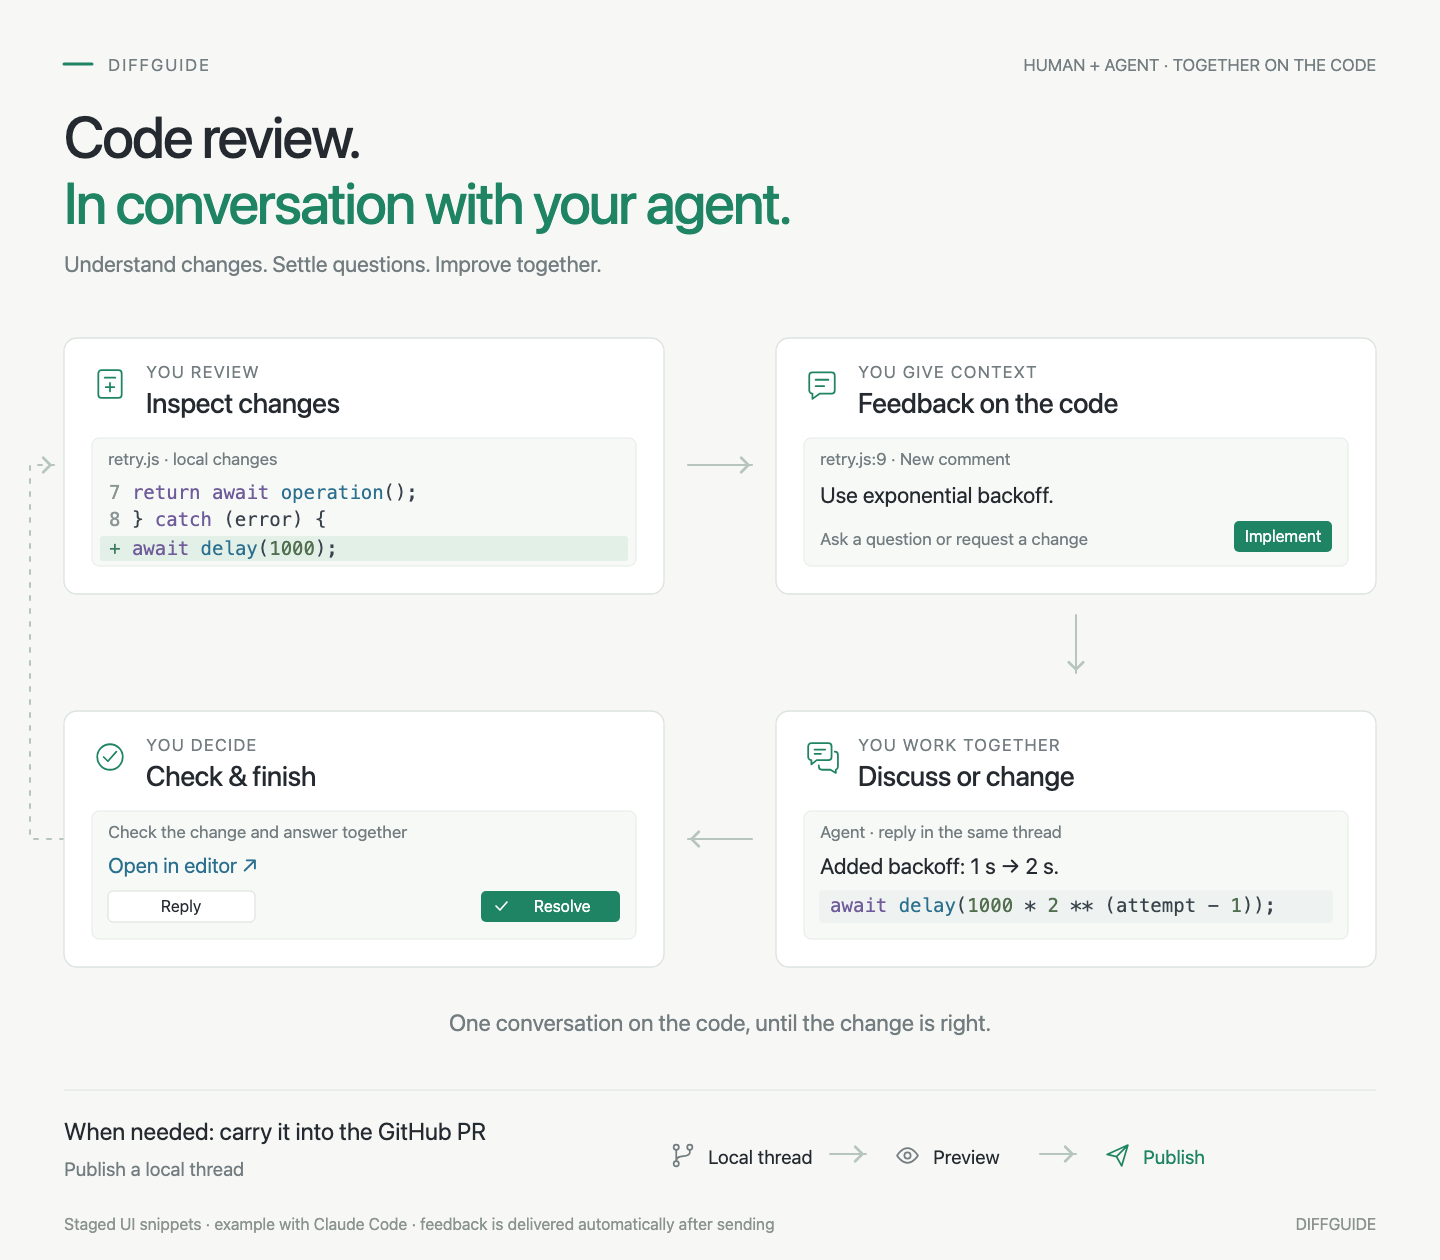 DIFFGUIDE
HUMAN + AGENT · TOGETHER ON THE CODE
Code review.
In conversation with your agent.
Understand changes. Settle questions. Improve together.
YOU REVIEW
Inspect changes
retry.js · local changes
7 return await operation();
8 } catch (error) {
+ await delay(1000);
YOU GIVE CONTEXT
Feedback on the code
retry.js:9 · New comment
Use exponential backoff.
Ask a question or request a change
Implement
YOU DECIDE
Check & finish
Check the change and answer together
Open in editor ↗
Reply
✓ Resolve
YOU WORK TOGETHER
Discuss or change
Agent · reply in the same thread
Added backoff: 1 s → 2 s.
await delay(1000 * 2 ** (attempt − 1));
One conversation on the code, until the change is right.
When needed: carry it into the GitHub PR
Publish a local thread
Local thread
Preview
Publish
Staged UI snippets · example with Claude Code · feedback is delivered automatically after sending
DIFFGUIDE